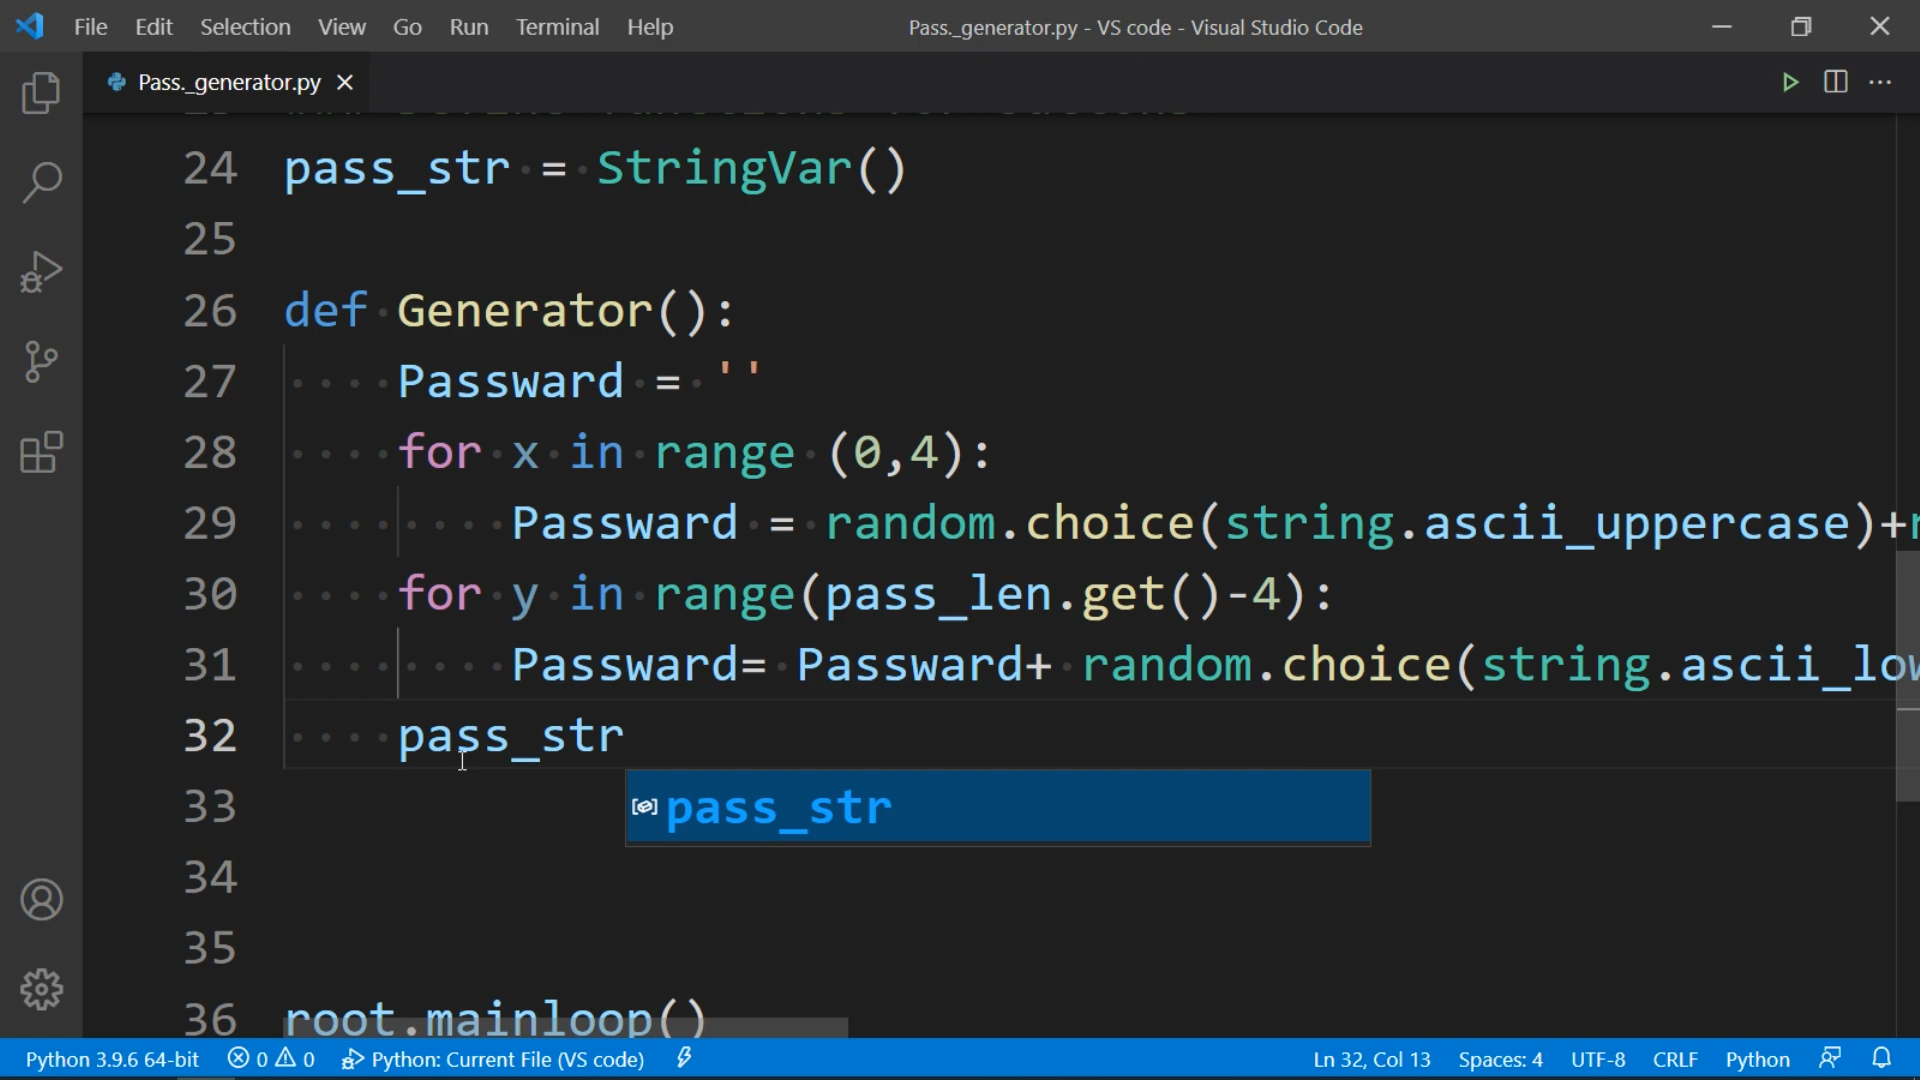 File Edit Selection View Go Run Terminal Help Pass._generator.py - VS code - Visual Studio Code
Pass._generator.py
24 pass_str = StringVar()
25
26 def Generator():
27 Passward = ''
28 for x in range (0,4):
29 Passward = random.choice(string.ascii_uppercase)+
30 for y in range(pass_len.get()-4):
31 Passward= Passward+ random.choice(string.ascii_low
32 pass_str
33 pass_str
34
35
36 root.mainloop()
Python 3.9.6 64-bit 0 0 Python: Current File (VS code) Ln 32, Col 13 Spaces: 4 UTF-8 CRLF Python